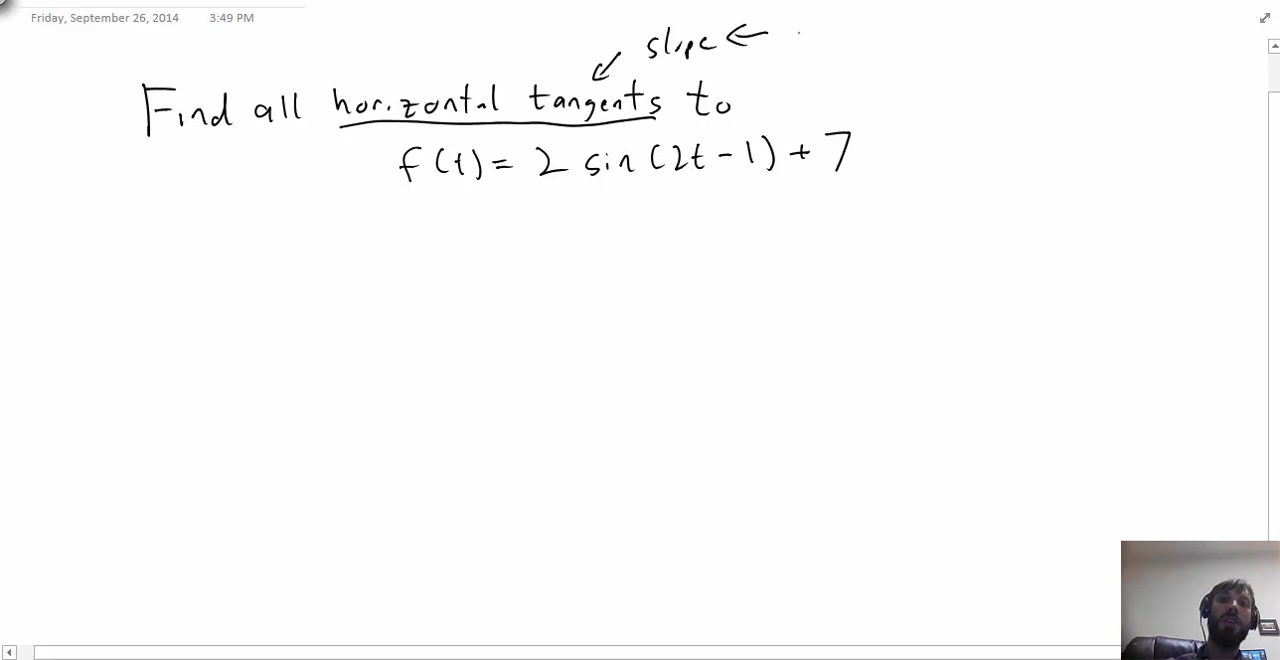 Friday, September 26, 2014 3:49 PM
slope ←
Find all horizontal tangents to
f(t) = 2 sin(2t - 1) + 7